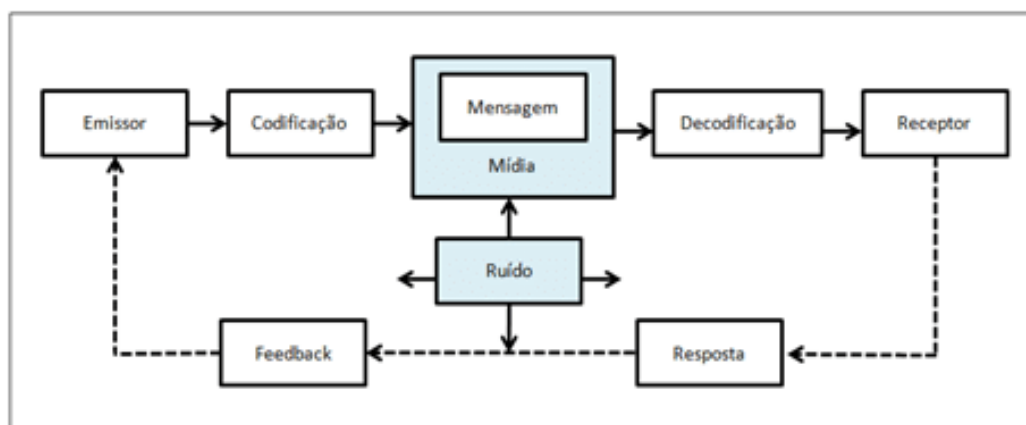 Emissor
Codificação
Mensagem
Mídia
Decodificação
Receptor
Ruído
Feedback
Resposta